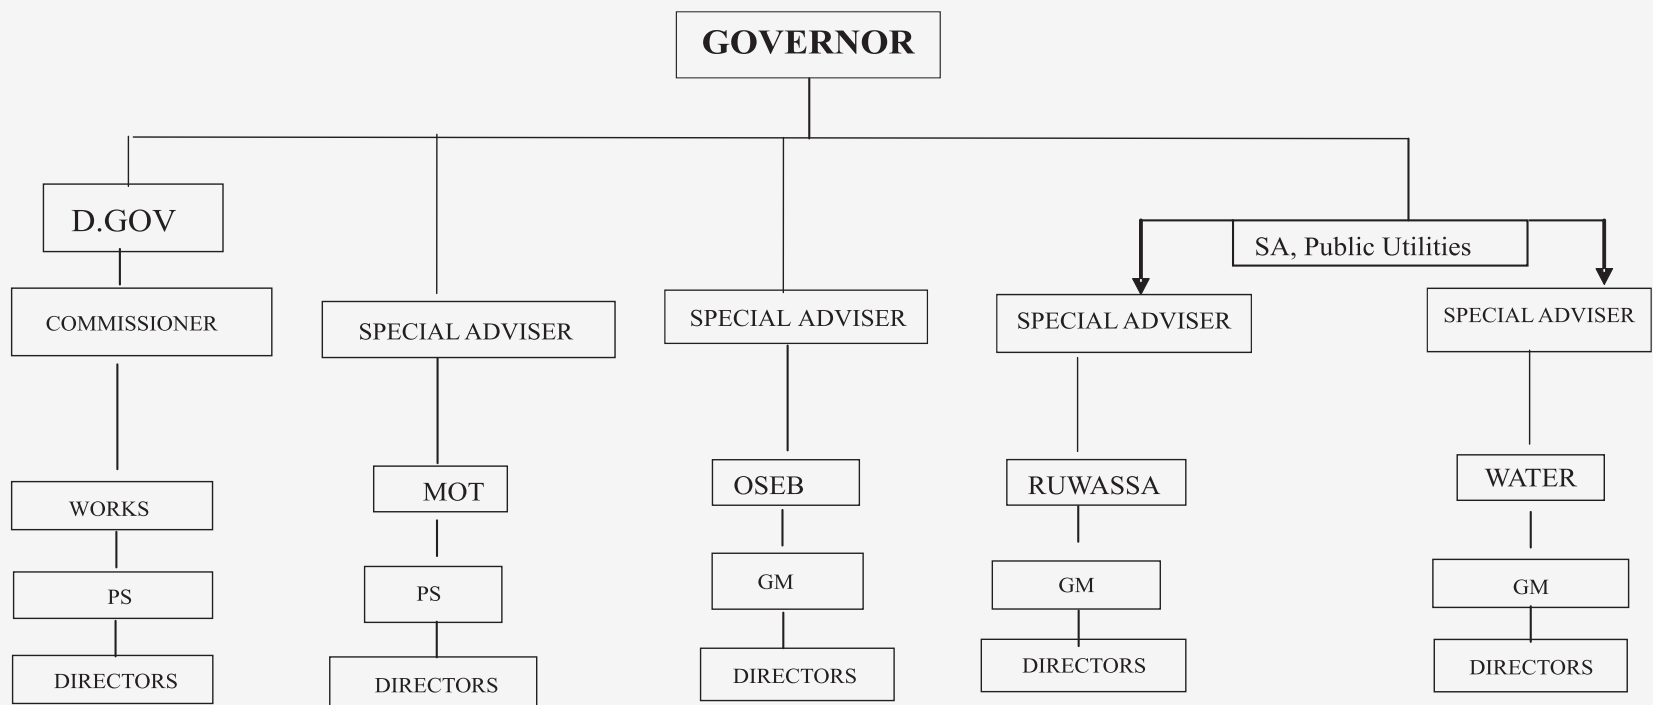 GOVERNOR
D.GOV
SA, Public Utilities
COMMISSIONER
SPECIAL ADVISER
SPECIAL ADVISER
SPECIAL ADVISER
SPECIAL ADVISER
WORKS
MOT
OSEB
RUWASSA
WATER
PS
PS
GM
GM
GM
DIRECTORS
DIRECTORS
DIRECTORS
DIRECTORS
DIRECTORS